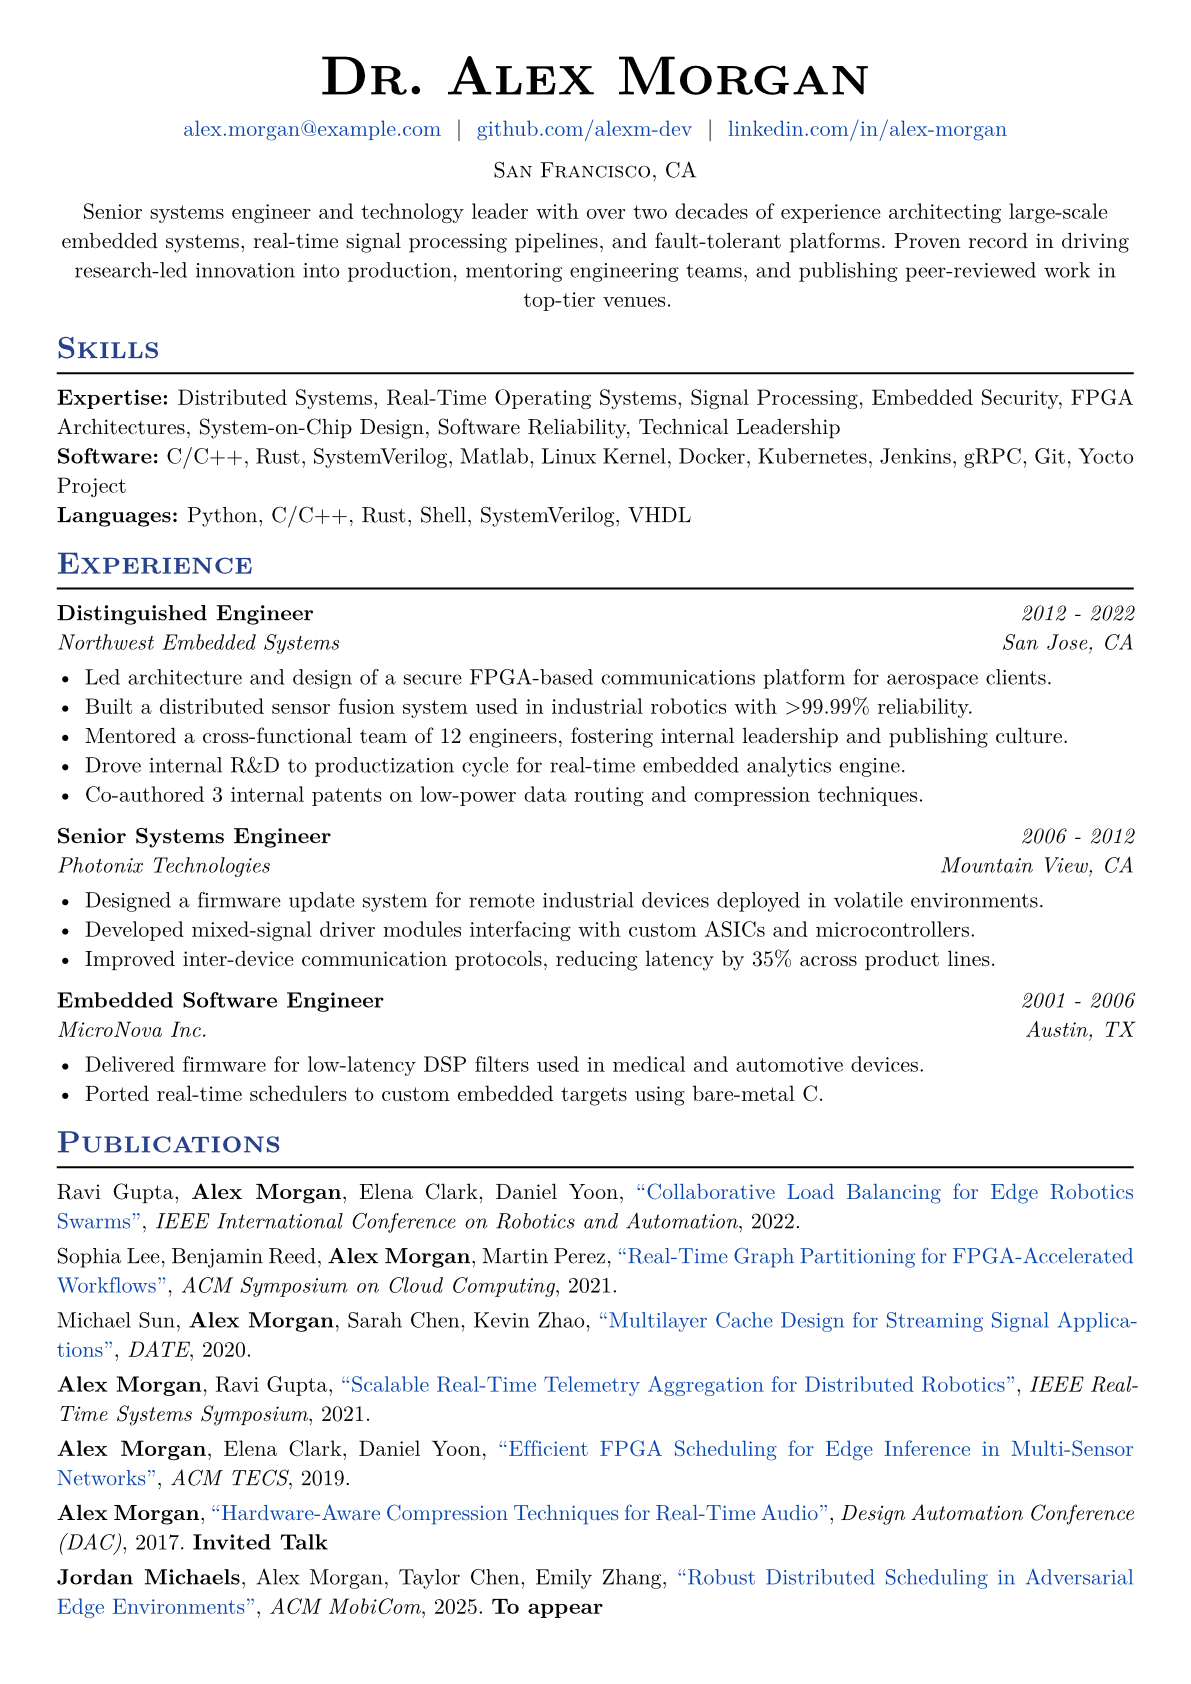 Dr. Alex Morgan
alex.morgan@example.com | github.com/alexm-dev | linkedin.com/in/alex-morgan
San Francisco, CA
Senior systems engineer and technology leader with over two decades of experience architecting large-scale
embedded systems, real-time signal processing pipelines, and fault-tolerant platforms. Proven record in driving
research-led innovation into production, mentoring engineering teams, and publishing peer-reviewed work in
top-tier venues.
Skills
Expertise: Distributed Systems, Real-Time Operating Systems, Signal Processing, Embedded Security, FPGA
Architectures, System-on-Chip Design, Software Reliability, Technical Leadership
Software: C/C++, Rust, SystemVerilog, Matlab, Linux Kernel, Docker, Kubernetes, Jenkins, gRPC, Git, Yocto
Project
Languages: Python, C/C++, Rust, Shell, SystemVerilog, VHDL
Experience
Distinguished Engineer 2012 - 2022
Northwest Embedded Systems San Jose, CA
• Led architecture and design of a secure FPGA-based communications platform for aerospace clients.
• Built a distributed sensor fusion system used in industrial robotics with >99.99% reliability.
• Mentored a cross-functional team of 12 engineers, fostering internal leadership and publishing culture.
• Drove internal R&D to productization cycle for real-time embedded analytics engine.
• Co-authored 3 internal patents on low-power data routing and compression techniques.
Senior Systems Engineer 2006 - 2012
Photonix Technologies Mountain View, CA
• Designed a firmware update system for remote industrial devices deployed in volatile environments.
• Developed mixed-signal driver modules interfacing with custom ASICs and microcontrollers.
• Improved inter-device communication protocols, reducing latency by 35% across product lines.
Embedded Software Engineer 2001 - 2006
MicroNova Inc. Austin, TX
• Delivered firmware for low-latency DSP filters used in medical and automotive devices.
• Ported real-time schedulers to custom embedded targets using bare-metal C.
Publications
Ravi Gupta, Alex Morgan, Elena Clark, Daniel Yoon, “Collaborative Load Balancing for Edge Robotics
Swarms”, IEEE International Conference on Robotics and Automation, 2022.
Sophia Lee, Benjamin Reed, Alex Morgan, Martin Perez, “Real-Time Graph Partitioning for FPGA-Accelerated
Workflows”, ACM Symposium on Cloud Computing, 2021.
Michael Sun, Alex Morgan, Sarah Chen, Kevin Zhao, “Multilayer Cache Design for Streaming Signal Applica-
tions”, DATE, 2020.
Alex Morgan, Ravi Gupta, “Scalable Real-Time Telemetry Aggregation for Distributed Robotics”, IEEE Real-
Time Systems Symposium, 2021.
Alex Morgan, Elena Clark, Daniel Yoon, “Efficient FPGA Scheduling for Edge Inference in Multi-Sensor
Networks”, ACM TECS, 2019.
Alex Morgan, “Hardware-Aware Compression Techniques for Real-Time Audio”, Design Automation Conference
(DAC), 2017. Invited Talk
Jordan Michaels, Alex Morgan, Taylor Chen, Emily Zhang, “Robust Distributed Scheduling in Adversarial
Edge Environments”, ACM MobiCom, 2025. To appear